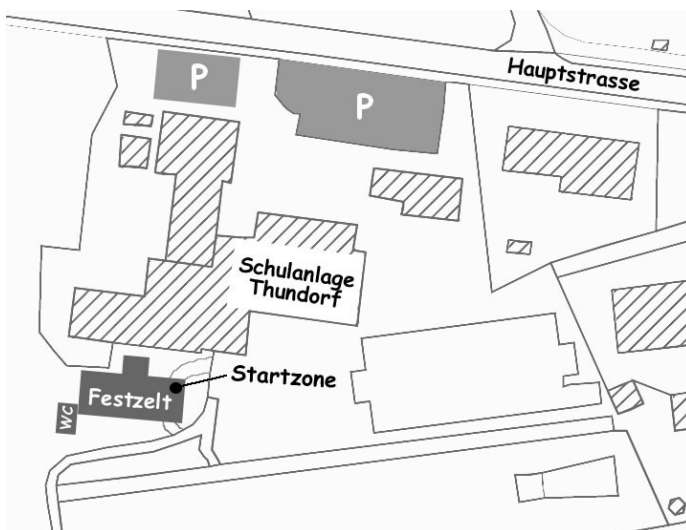 P
P
Hauptstrasse
Schulanlage
Thundorf
Startzone
Festzelt
WC